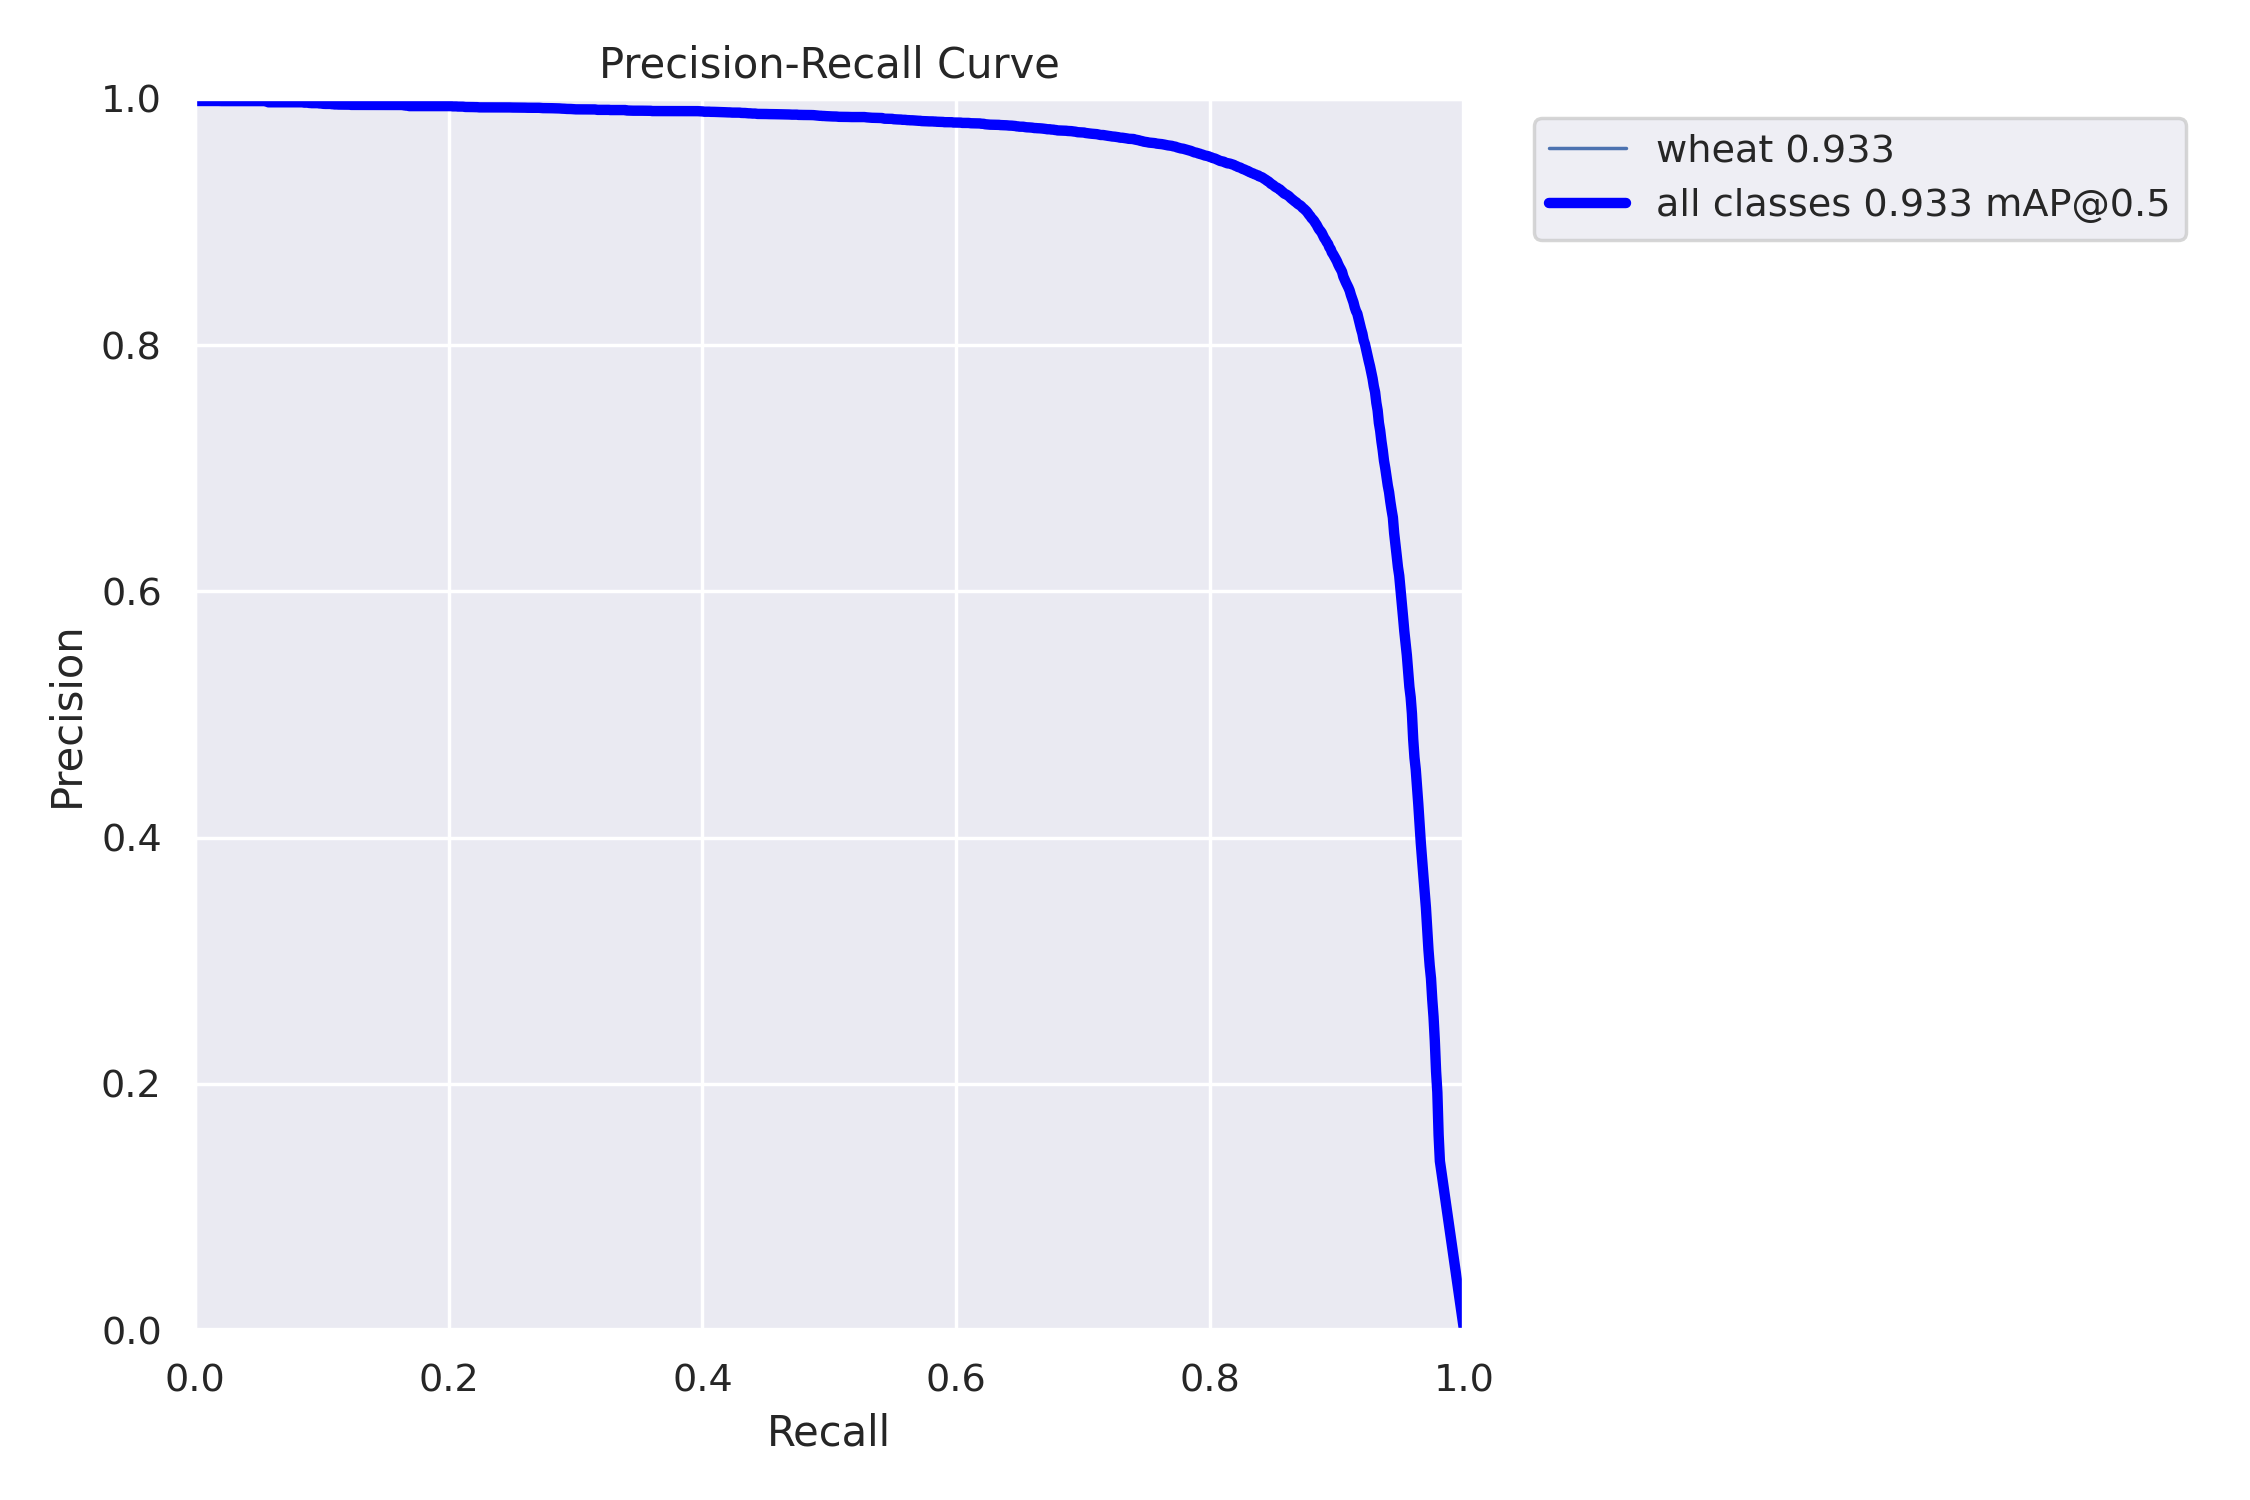 Precision-Recall Curve
1.0
0.8
0.6
0.4
0.2
0.0
Precision
0.0 0.2 0.4 0.6 0.8 1.0
Recall
wheat 0.933
all classes 0.933 mAP@0.5